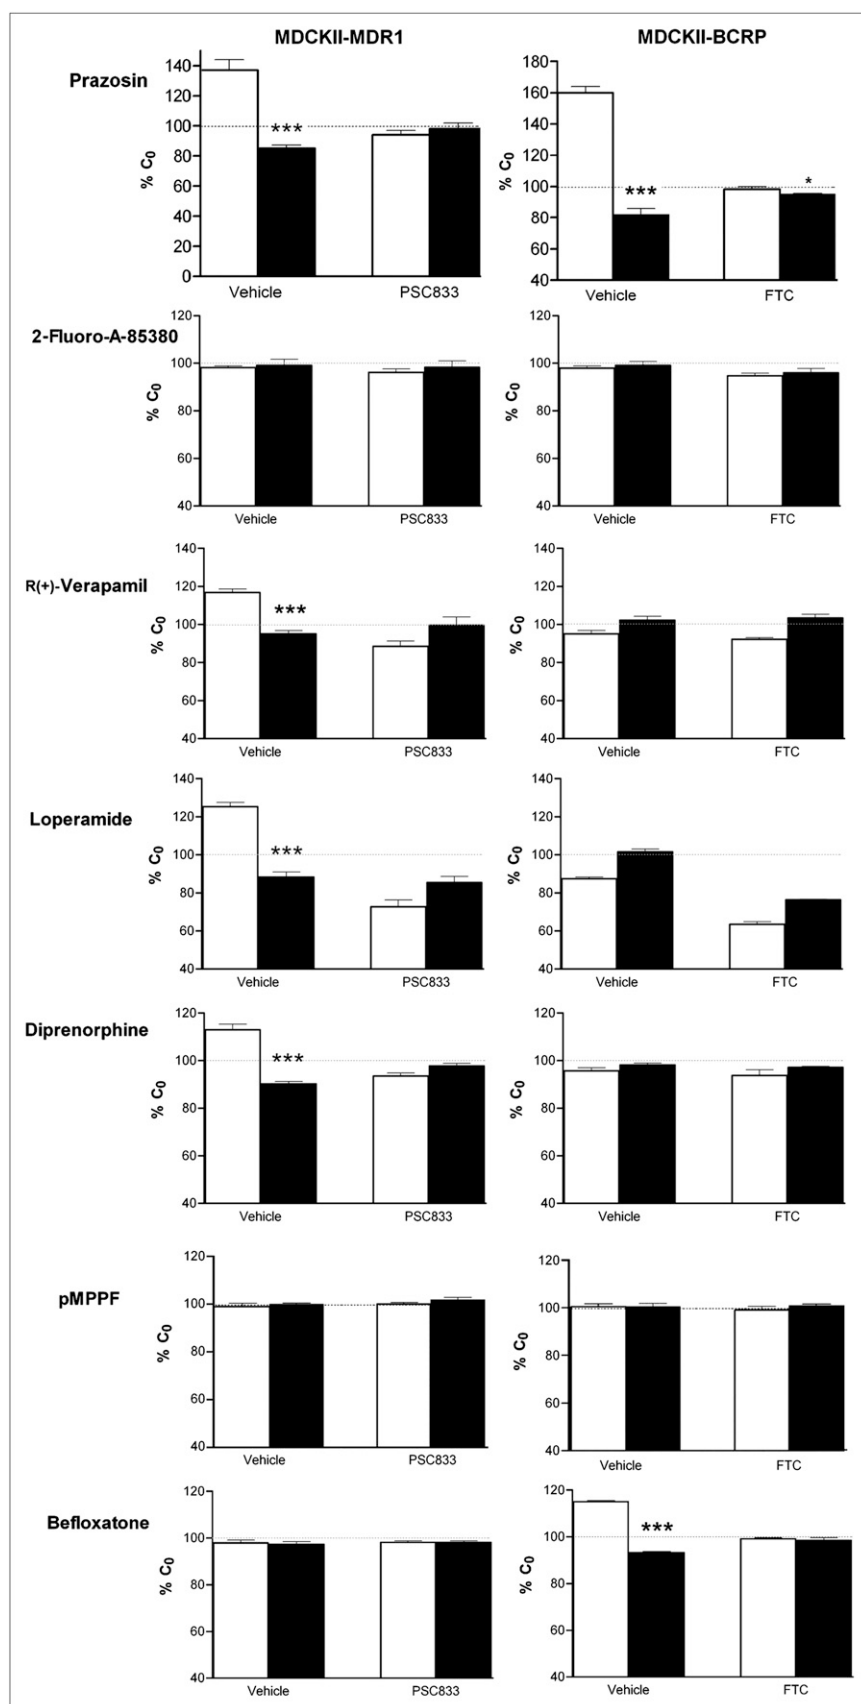 MDCKII-MDR1 MDCKII-BCRP
Prazosin
% C0
140
120
100
80
60
40
20
0
***
Vehicle PSC833
% C0
180
160
140
120
100
80
60
40
***
*
Vehicle FTC
2-Fluoro-A-85380
% C0
120
100
80
60
40
Vehicle PSC833
% C0
120
100
80
60
40
Vehicle FTC
R(+)-Verapamil
% C0
140
120
100
80
60
40
***
Vehicle PSC833
% C0
140
120
100
80
60
40
Vehicle FTC
Loperamide
% C0
140
120
100
80
60
40
***
Vehicle PSC833
% C0
140
120
100
80
60
40
Vehicle FTC
Diprenorphine
% C0
120
100
80
60
40
***
Vehicle PSC833
% C0
120
100
80
60
40
Vehicle FTC
pMPPF
% C0
120
100
80
60
40
Vehicle PSC833
% C0
120
100
80
60
40
Vehicle FTC
Befloxatone
% C0
120
100
80
60
40
Vehicle PSC833
% C0
120
100
80
60
40
***
Vehicle FTC